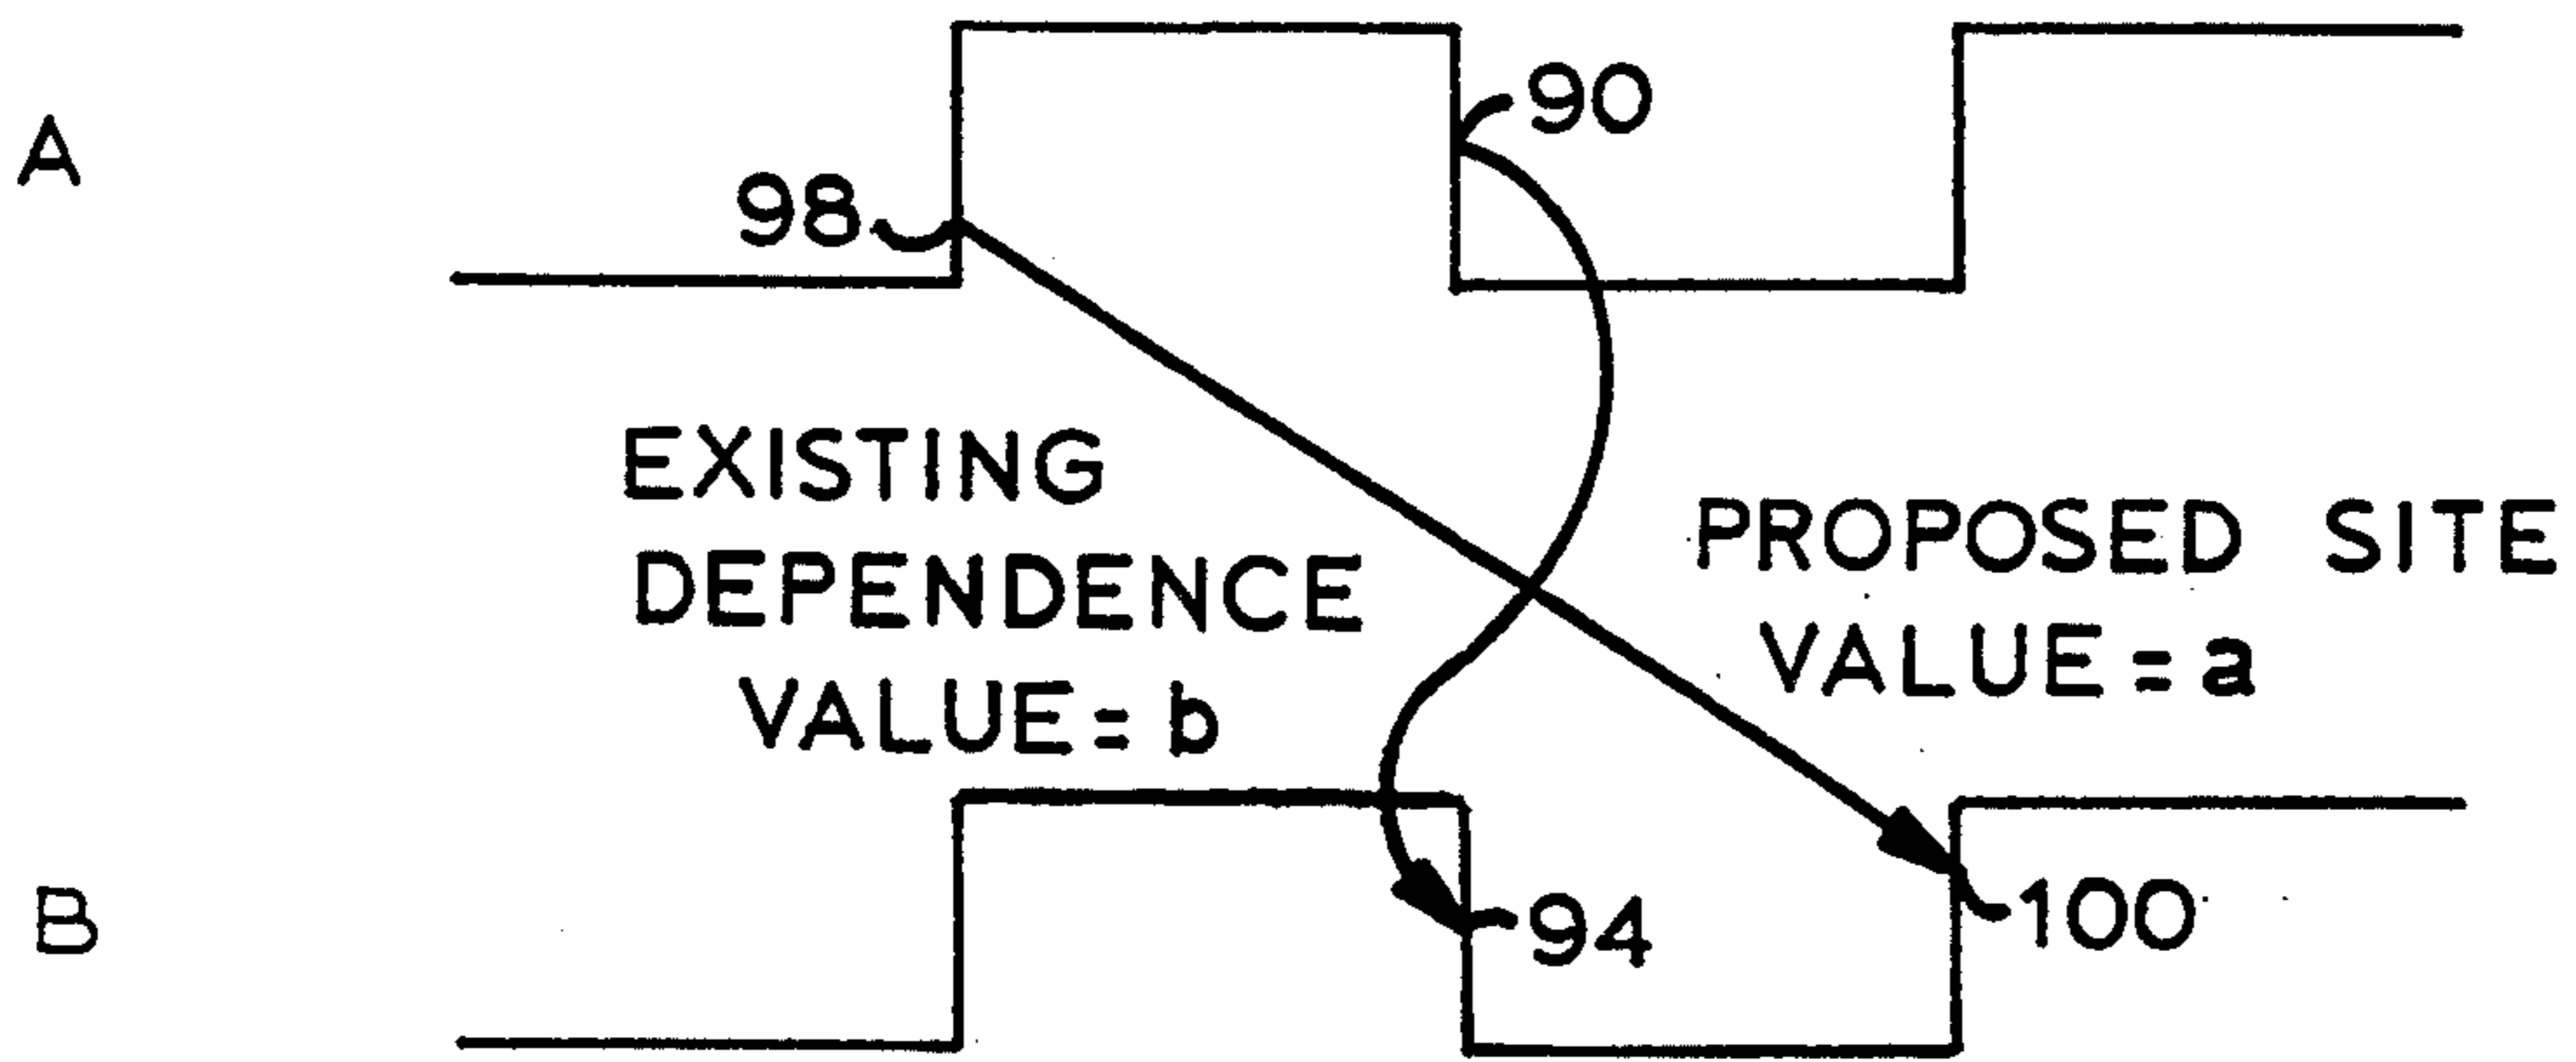 A
90
98
EXISTING
DEPENDENCE
VALUE = b
PROPOSED SITE
VALUE = a
B
94
100